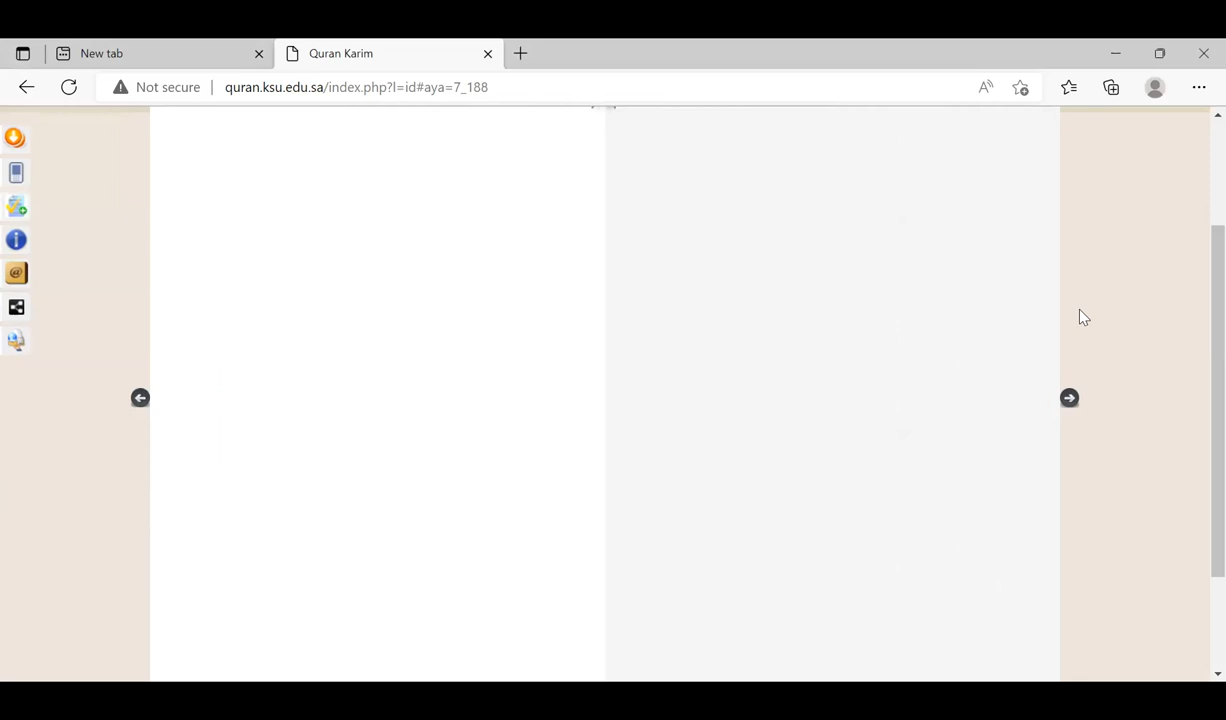 New tab
Quran Karim
Not secure
quran.ksu.edu.sa/index.php?l=id#aya=7_188